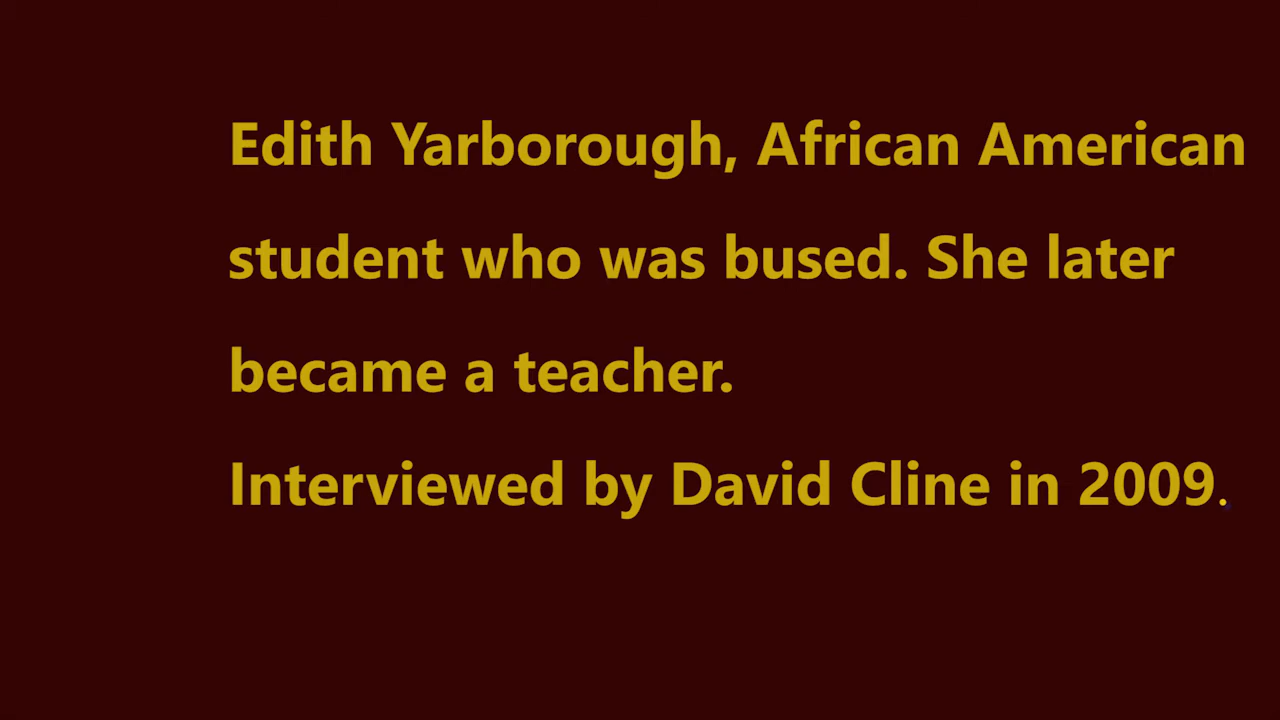 Edith Yarborough, African American
student who was bused. She later
became a teacher.
Interviewed by David Cline in 2009.